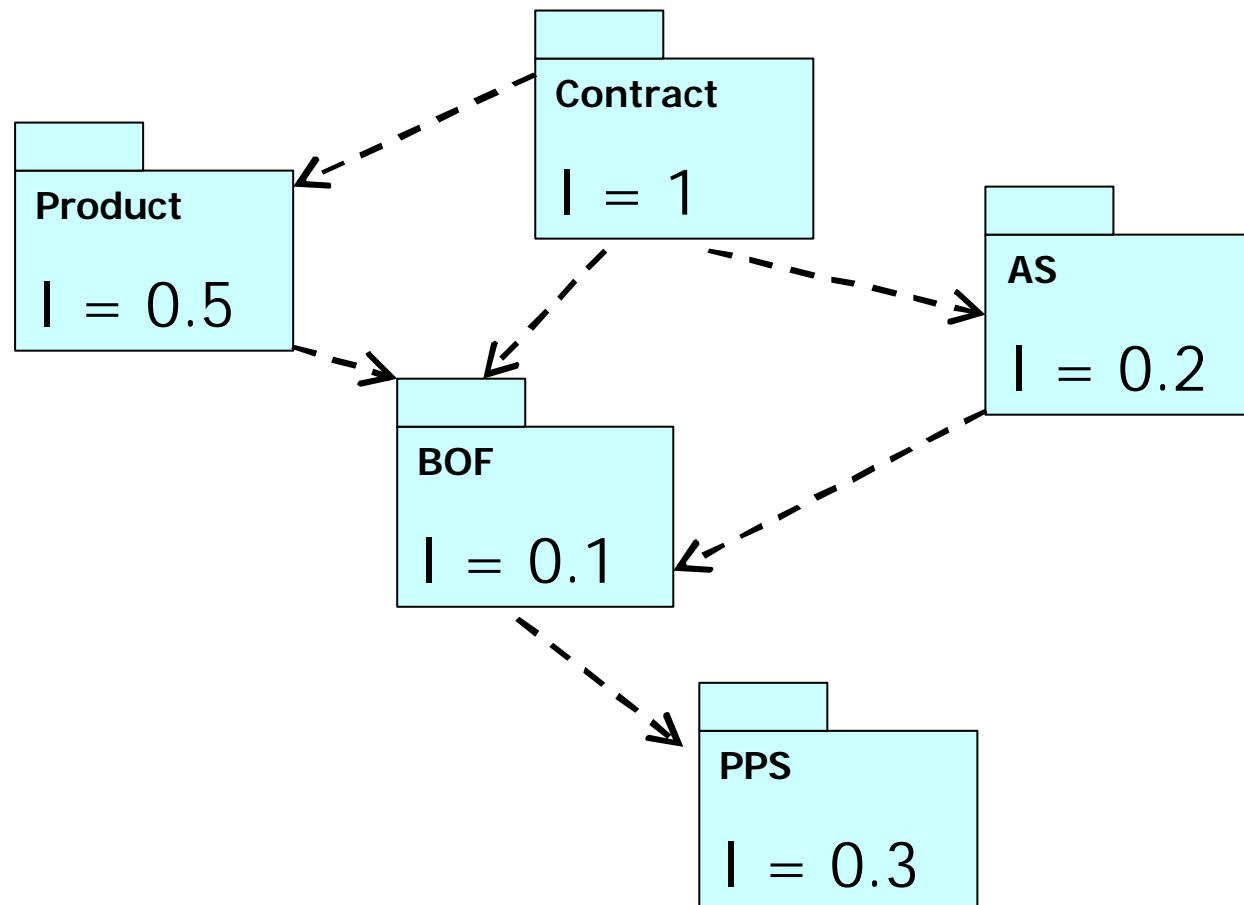 Contract
I = 1
Product
I = 0.5
AS
I = 0.2
BOF
I = 0.1
PPS
I = 0.3